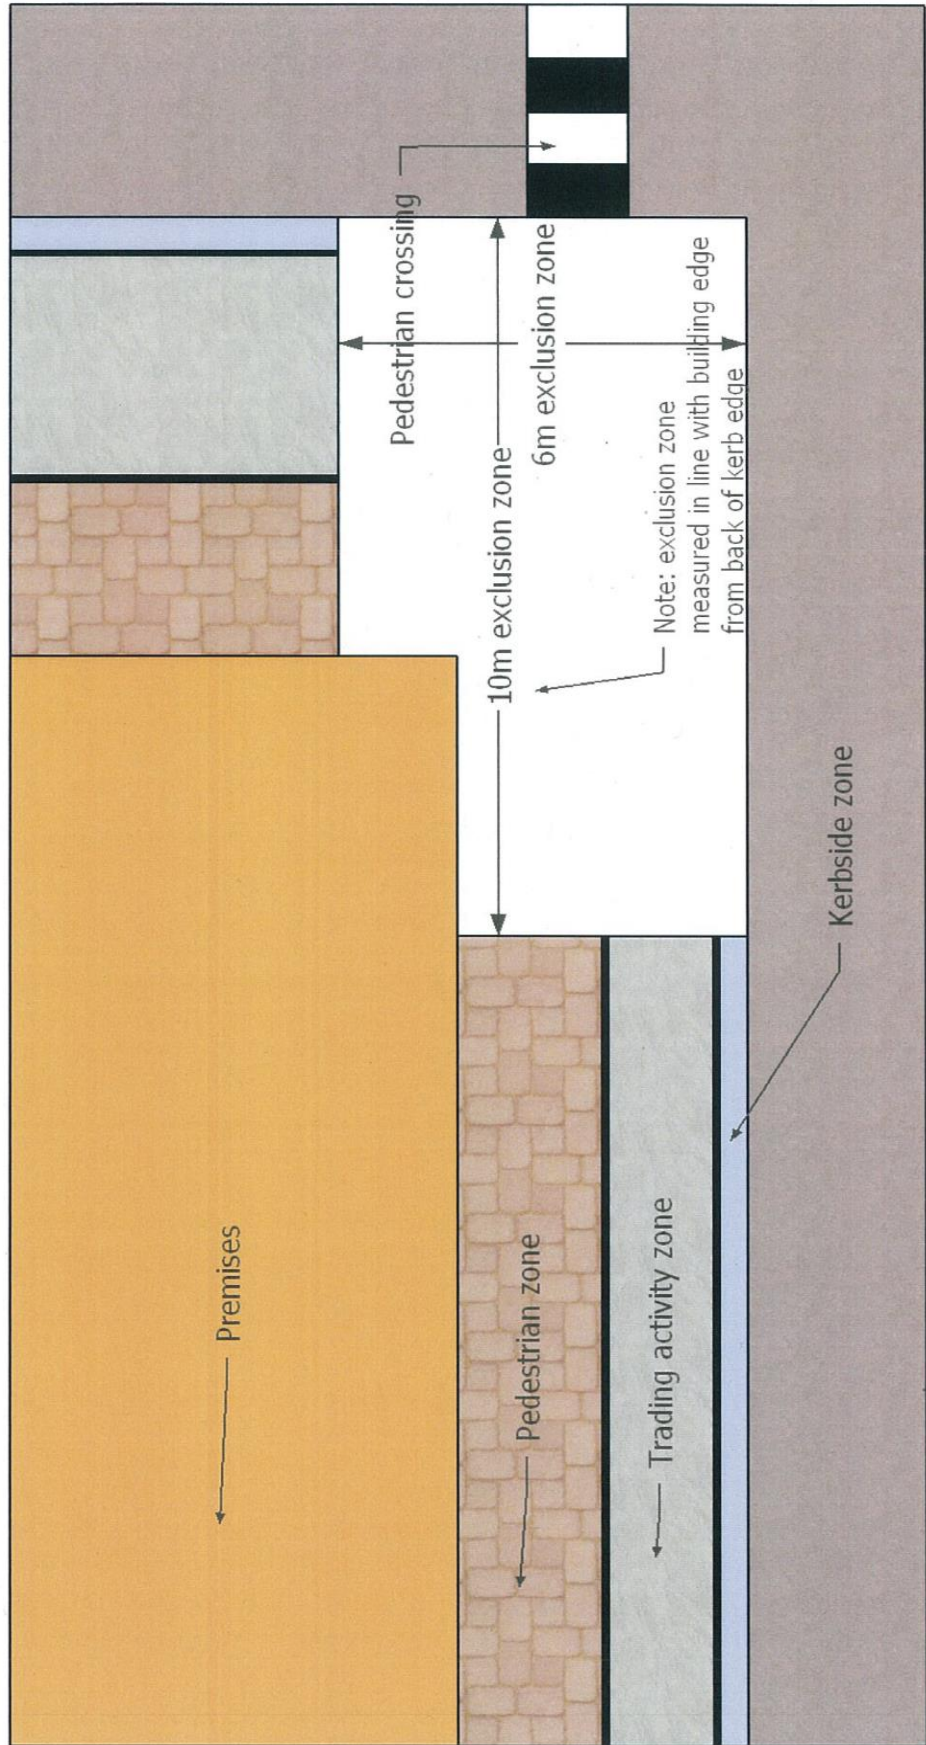 Pedestrian crossing
6m exclusion zone
10m exclusion zone
Note: exclusion zone
measured in line with building edge
from back of kerb edge
Kerbside zone
Premises
Pedestrian zone
Trading activity zone